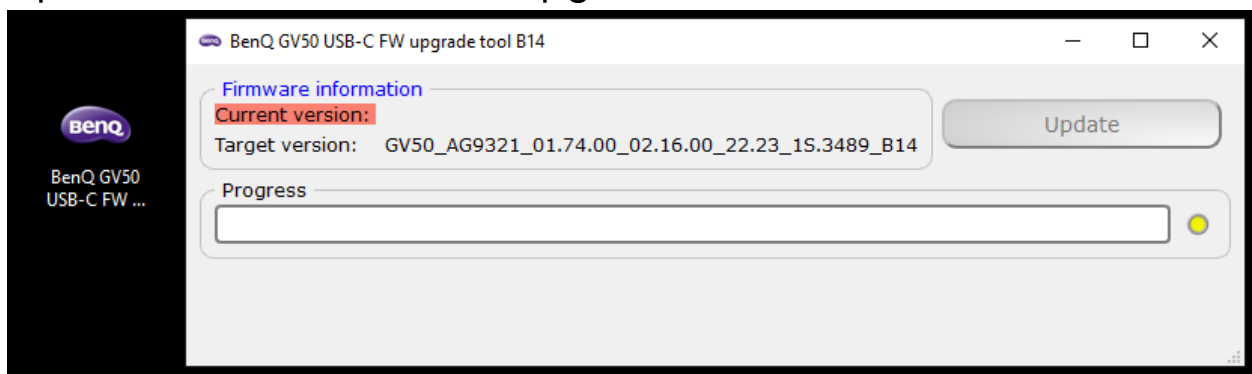 BenQ GV50 USB-C FW upgrade tool B14
Firmware information
Current version:
Target version: GV50_AG9321_01.74.00_02.16.00_22.23_1S.3489_B14
Update
Progress
BenQ
BenQ GV50
USB-C FW ...